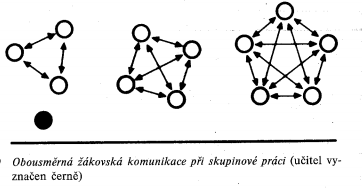 Obousměrná žákovská komunikace při skupinové práci (učitel vy-
značen černě)